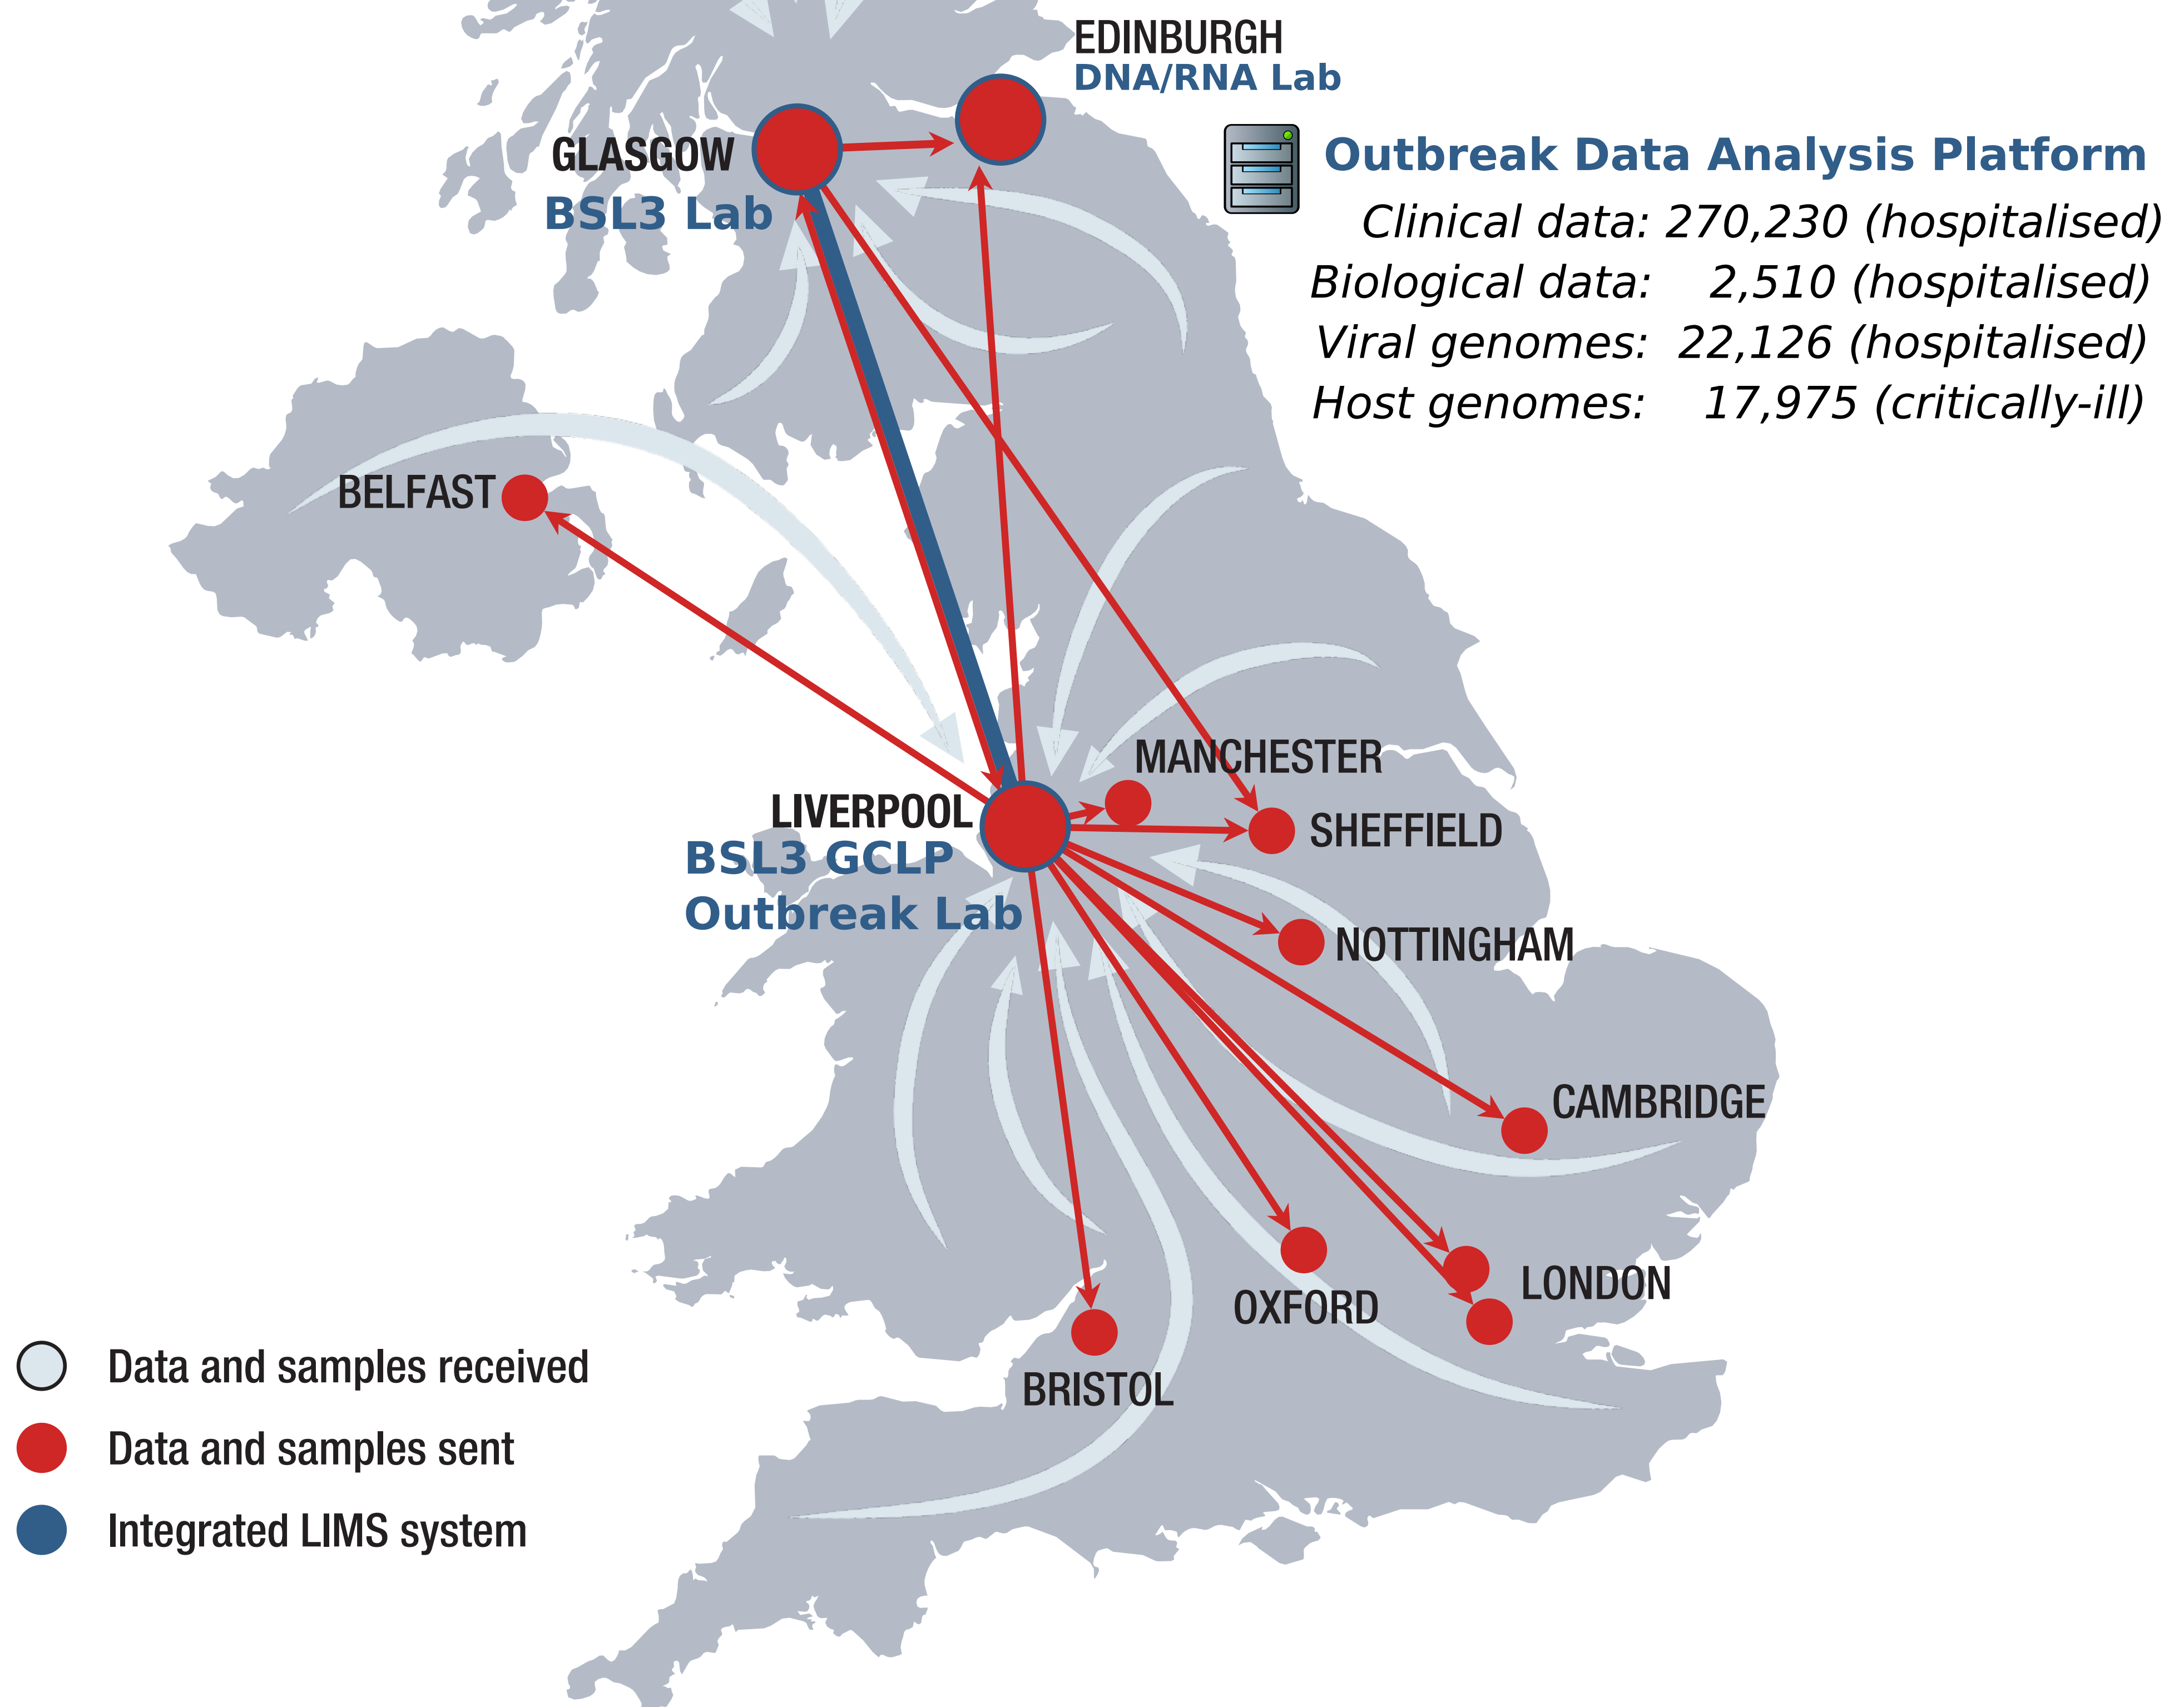 EDINBURGH
DNA/RNA Lab
GLASGOW
BSL3 Lab
Outbreak Data Analysis Platform
Clinical data: 270,230 (hospitalised)
Biological data: 2,510 (hospitalised)
Viral genomes: 22,126 (hospitalised)
Host genomes: 17,975 (critically-ill)
BELFAST
MANCHESTER
LIVERPOOL
BSL3 GCLP
Outbreak Lab
SHEFFIELD
NOTTINGHAM
CAMBRIDGE
LONDON
OXFORD
BRISTOL
Data and samples received
Data and samples sent
Integrated LIMS system